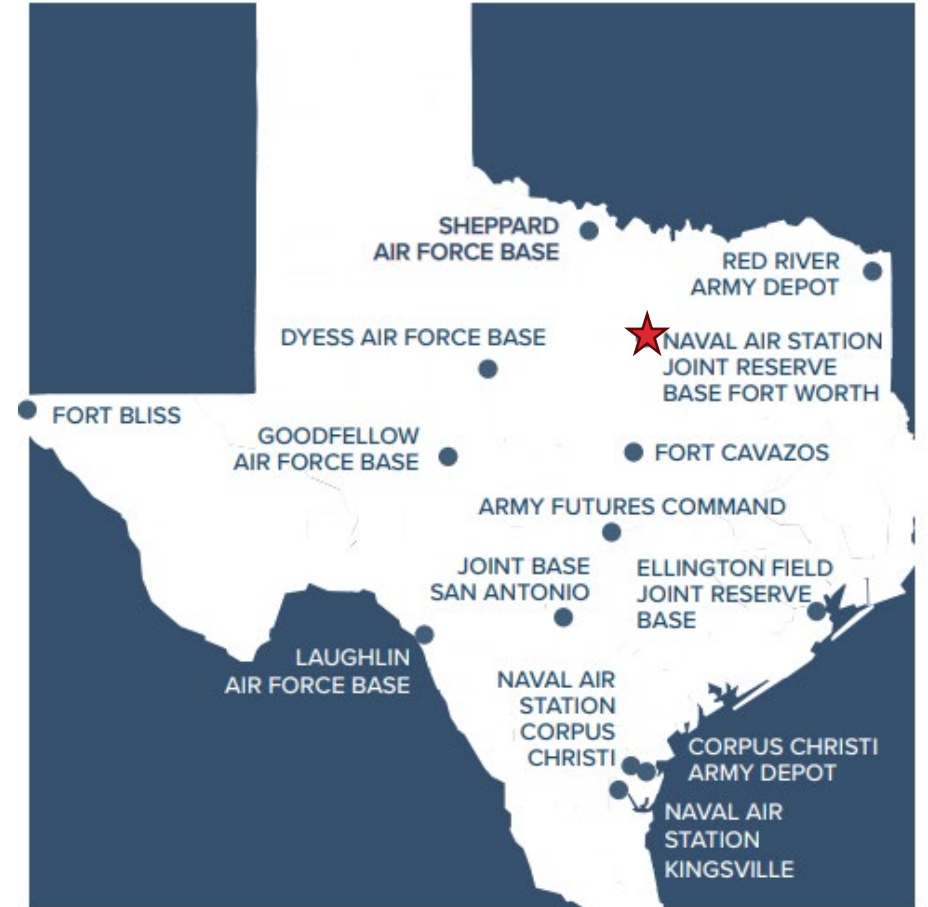 SHEPPARD
AIR FORCE BASE
RED RIVER
ARMY DEPOT
DYESS AIR FORCE BASE
NAVAL AIR STATION
JOINT RESERVE
BASE FORT WORTH
FORT BLISS
GOODFELLOW
AIR FORCE BASE
FORT CAVAZOS
ARMY FUTURES COMMAND
JOINT BASE
SAN ANTONIO
ELLINGTON FIELD
JOINT RESERVE
BASE
LAUGHLIN
AIR FORCE BASE
NAVAL AIR
STATION
CORPUS
CHRISTI
CORPUS CHRISTI
ARMY DEPOT
NAVAL AIR
STATION
KINGSVILLE